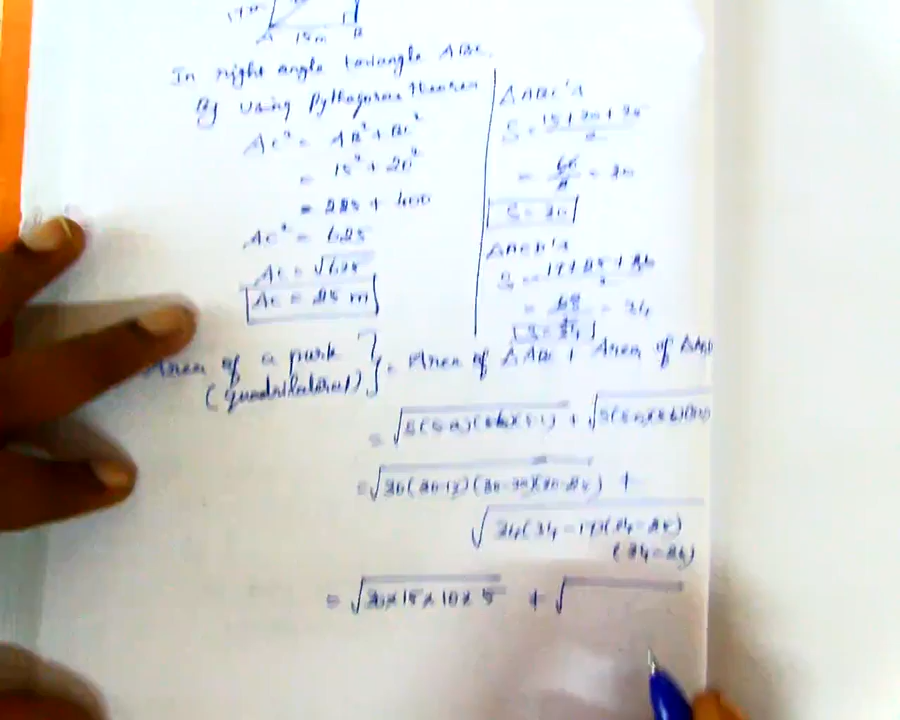 17m
A 15m B
In right angle triangle ABC.
By using Pythagoras theorem
AC² = AB² + BC²
= 15² + 20²
= 225 + 400
AC² = 625
AC = √625
AC = 25 m
ΔABC's
S = 15 + 20 + 25 / 2
= 60 / 2 = 30
S = 30
S = 17 + 25 + 26 / 2
= 68 / 2 = 34
S = 34
Area of a park (quadrilateral) } = Area of Δ ABC + Area of
= √S(S-a)(S-b)(S-c) + √S(S-a)(S-b)
= √30(30-15)(30-20)(30-25) +
√34(34-17)(34-25)
(34-26)
= √30×15×10×5 + √